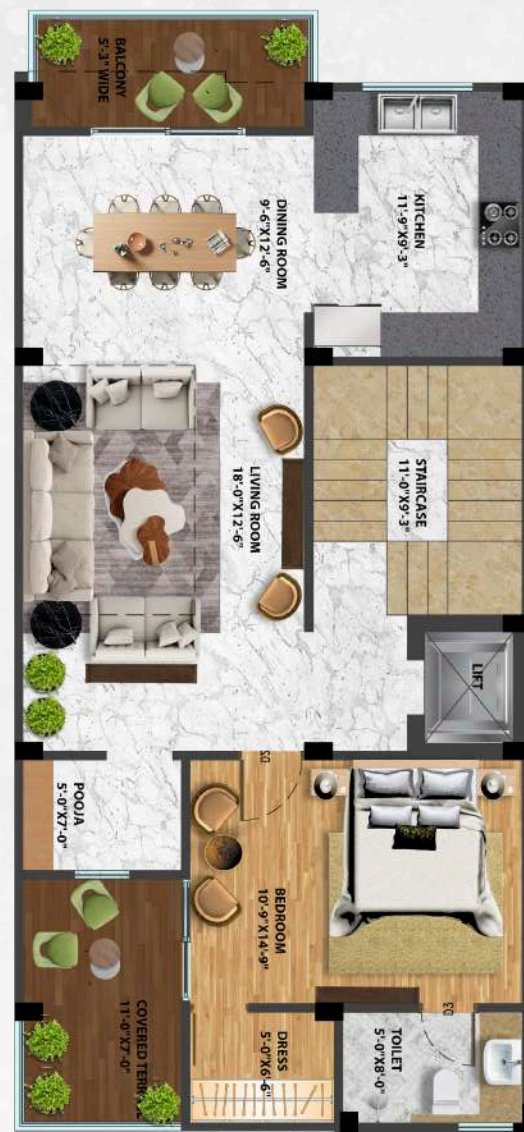 BALCONY
5'-3" WIDE
DINING ROOM
9'-6"X12'-6"
KITCHEN
11'-9"X9'-3"
LIVING ROOM
18'-0"X12'-6"
STAIRCASE
11'-0"X9'-3"
LIFT
POOJA
5'-0"X7'-0"
D2
BEDROOM
10'-9"X14'-9"
COVERED
11'-0"X7'-0"
DRESS
5'-0"X6'-6"
D3
TOILET
5'-0"X8'-0"